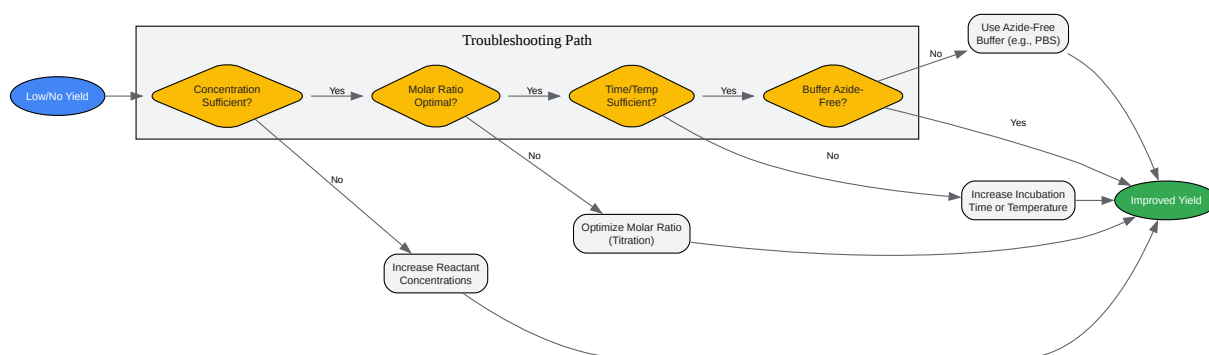 Troubleshooting Path
Low/No Yield
Concentration
Sufficient?
Yes
Molar Ratio
Optimal?
Yes
Time/Temp
Sufficient?
Yes
Buffer Azide-
Free?
No
Use Azide-Free
Buffer (e.g., PBS)
Yes
No
No
No
Increase Incubation
Time or Temperature
Improved Yield
Optimize Molar Ratio
(Titration)
Increase Reactant
Concentrations